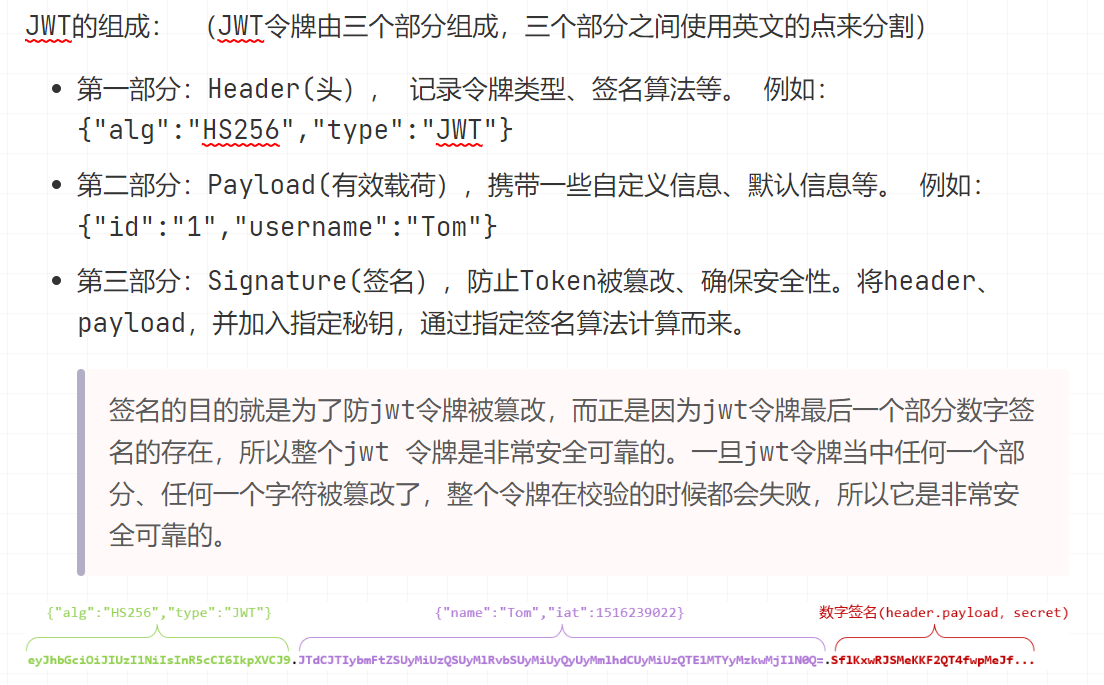 JWT的组成： （JWT令牌由三个部分组成，三个部分之间使用英文的点来分割）
第一部分：Header(头）， 记录令牌类型、签名算法等。 例如：
{"alg":"HS256","type":"JWT"}
第二部分：Payload(有效载荷），携带一些自定义信息、默认信息等。 例如：
{"id":"1","username":"Tom"}
第三部分：Signature(签名），防止Token被篡改、确保安全性。将header、
payload，并加入指定秘钥，通过指定签名算法计算而来。
签名的目的就是为了防jwt令牌被篡改，而正是因为jwt令牌最后一个部分数字签
名的存在，所以整个jwt 令牌是非常安全可靠的。一旦jwt令牌当中任何一个部
分、任何一个字符被篡改了，整个令牌在校验的时候都会失败，所以它是非常安
全可靠的。
{"alg":"HS256","type":"JWT"} {"name":"Tom","iat":1516239022} 数字签名(header.payload, secret)
eyJhbGciOiJIUzI1NiIsInR5cCI6IkpXVCJ9.JTdCJTIybmFtZSUyMiUzQSUyMlRvbSUyMiUyQyUyMmlhdCUyMiUzQTE1MTYyMzkwMjIlN0Q=.SflKxwRJSMeKKF2QT4fwpMeJf...